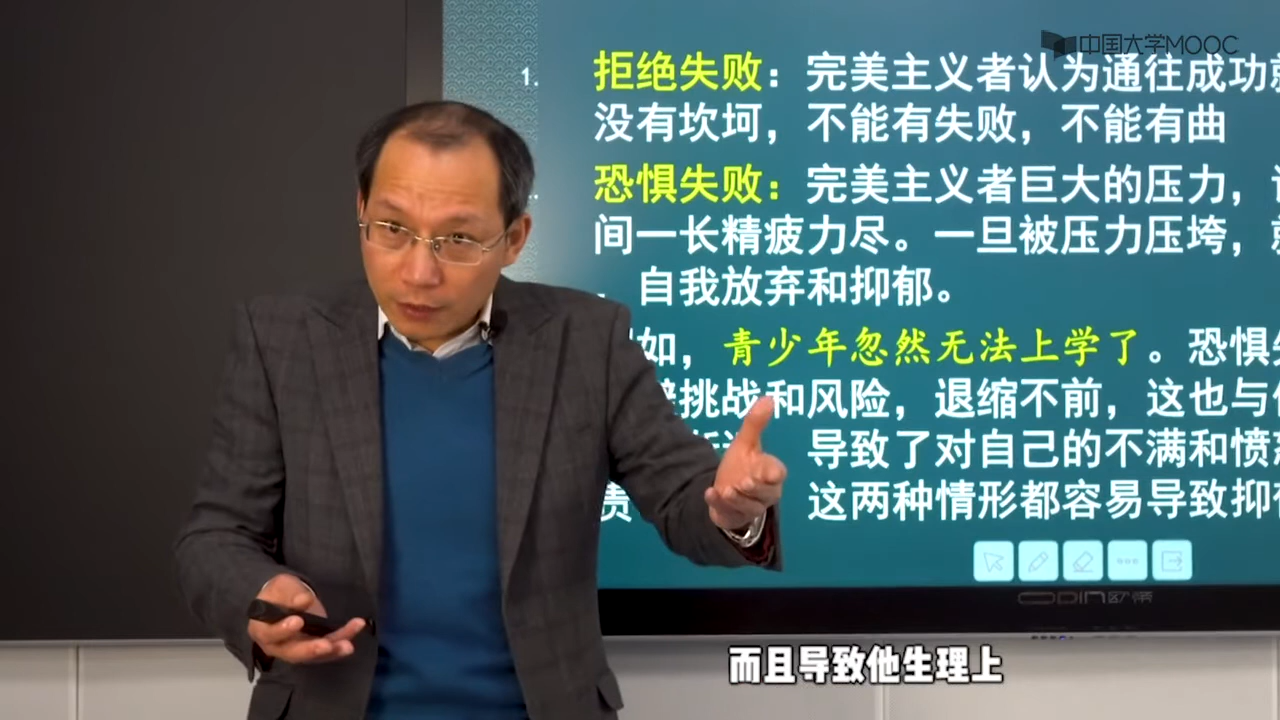 中国大学MOOC
1.
拒绝失败：完美主义者认为通往成功
没有坎坷，不能有失败，不能有曲
恐惧失败：完美主义者巨大的压力，
间一长精疲力尽。一旦被压力压垮，
自我放弃和抑郁。
如，青少年忽然无法上学了。恐惧
挑战和风险，退缩不前，这也与
导致了对自己的不满和愤
责 这两种情形都容易导致抑
ODIN欧帝
而且导致他生理上